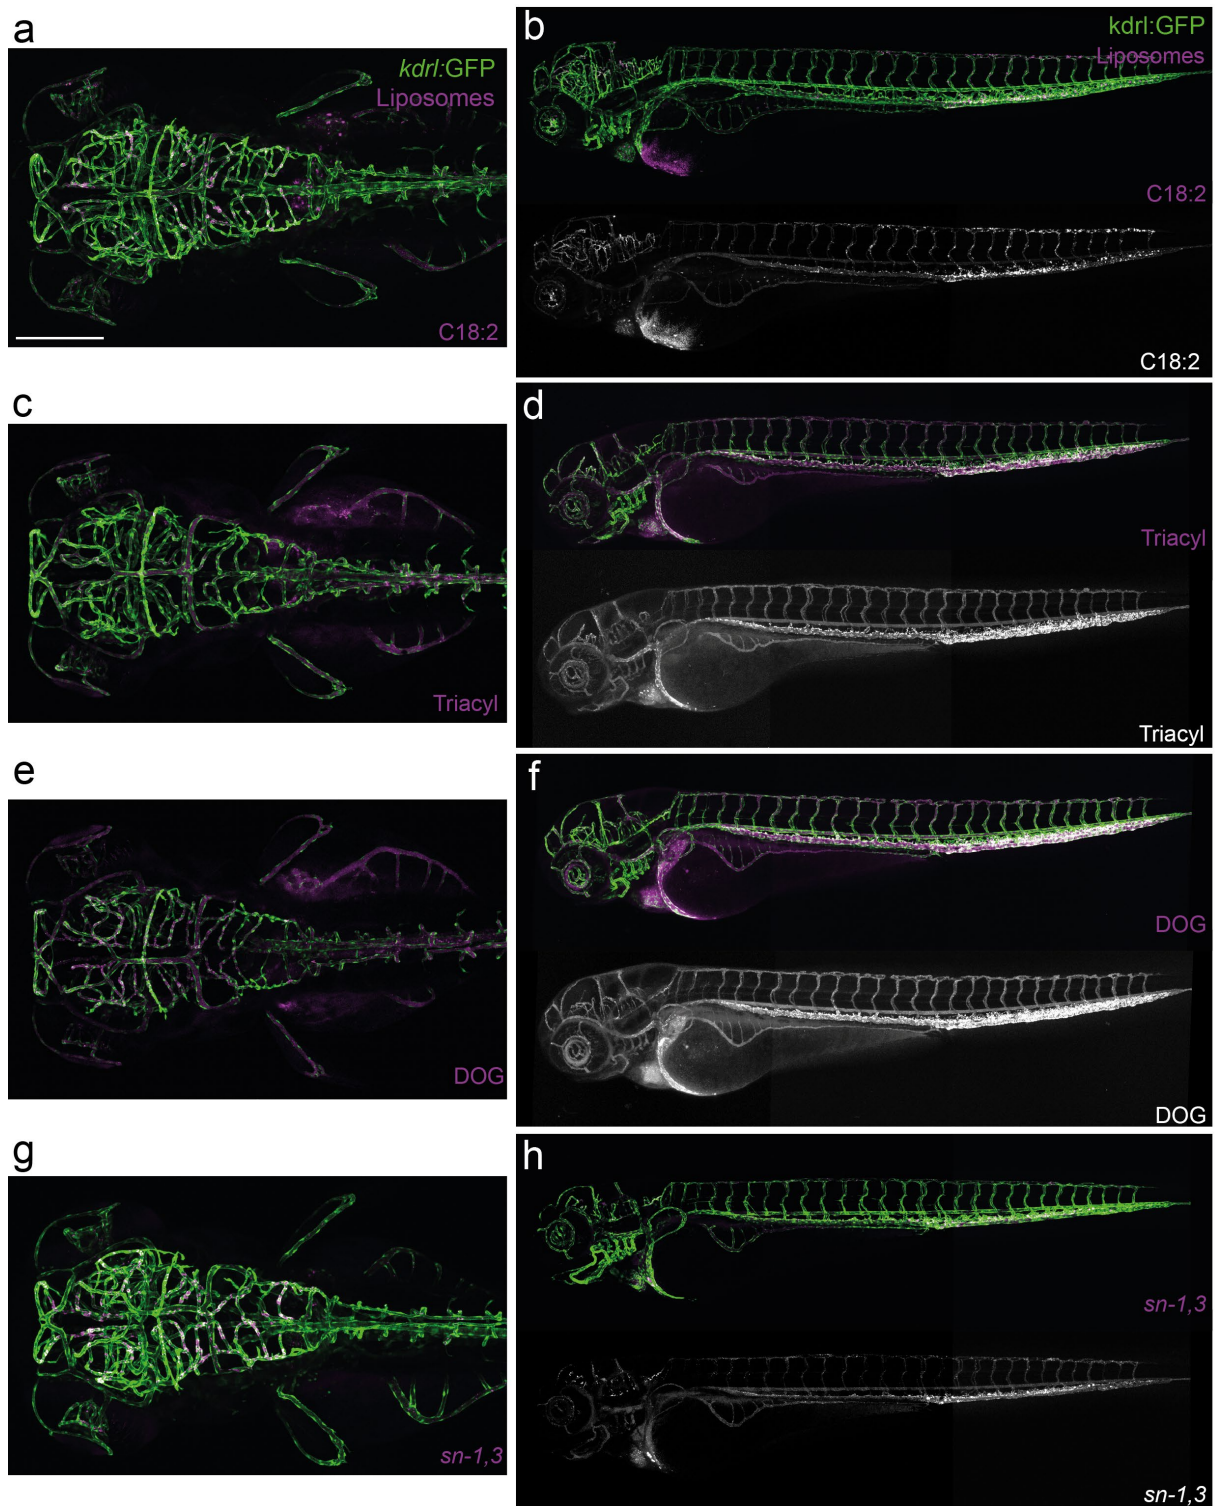 a
kdrl:GFP
Liposomes
C18:2
b
kdrl:GFP
Liposomes
C18:2
C18:2
c
Triacyl
d
Triacyl
Triacyl
e
DOG
f
DOG
DOG
g
sn-1,3
h
sn-1,3
sn-1,3